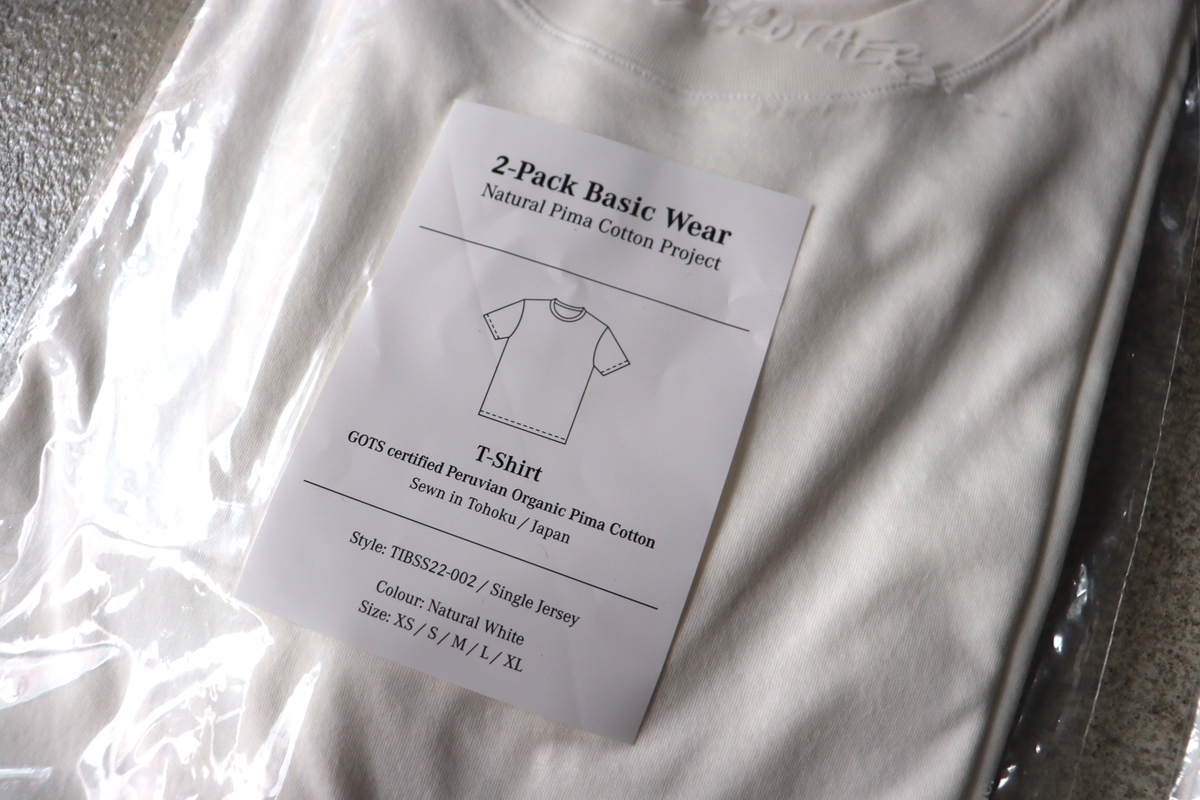 BROTHERS
2-Pack Basic Wear
Natural Pima Cotton Project
T-Shirt
GOTS certified Peruvian Organic Pima Cotton
Sewn in Tohoku / Japan
Style: TIBSS22-002 / Single Jersey
Colour: Natural White
Size: XS / S / M / L / XL